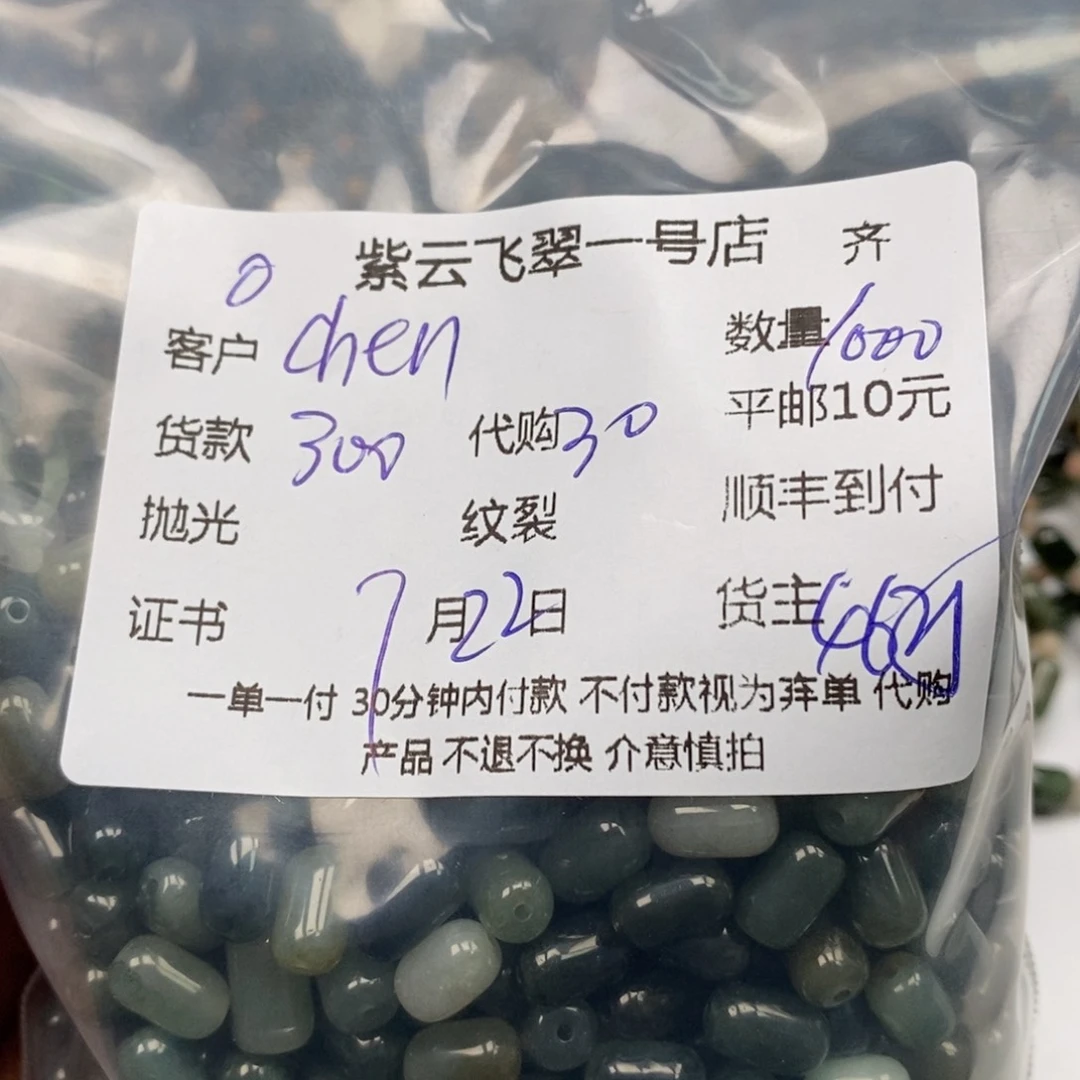 紫云飞翠一号店 齐
0
客户 chen 数量 1000
平邮10元
货款 300 代购 30
顺丰到付
抛光 纹裂
证书 7月22日 货主
一单一付 30分钟内付款 不付款视为弃单 代购
产品 不退不换 介意慎拍